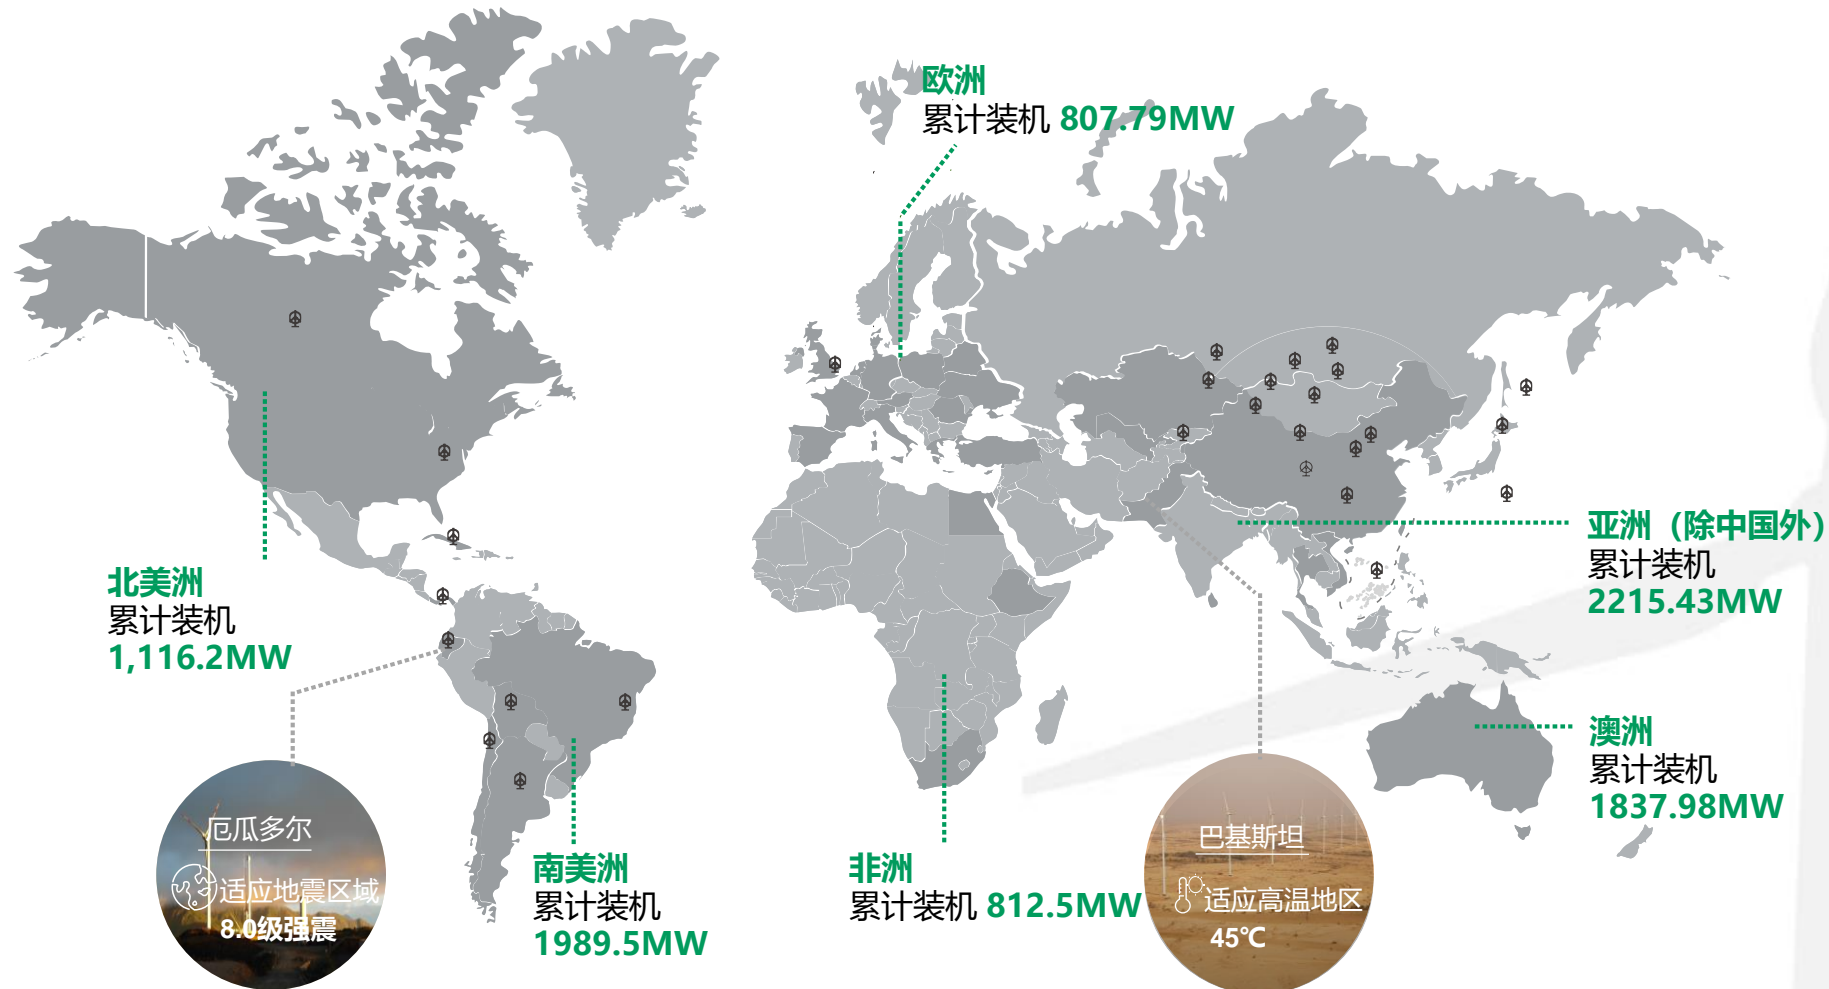 欧洲
累计装机 807.79MW
亚洲（除中国外）
累计装机
2215.43MW
北美洲
累计装机
1,116.2MW
澳洲
累计装机
1837.98MW
厄瓜多尔
适应地震区域
8.0级强震
南美洲
累计装机
1989.5MW
非洲
累计装机 812.5MW
巴基斯坦
适应高温地区
45℃